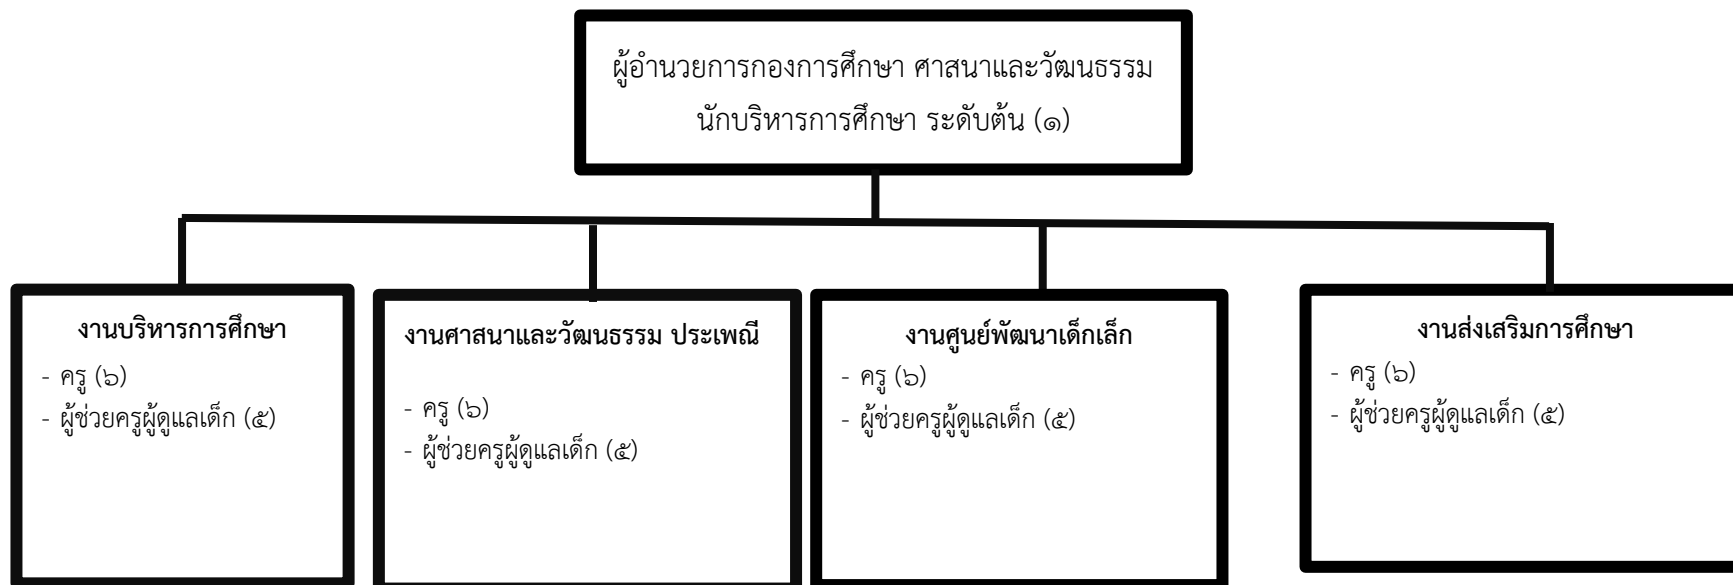 ผู้อำนวยการกองการศึกษา ศาสนาและวัฒนธรรม
นักบริหารการศึกษา ระดับต้น (๑)
งานบริหารการศึกษา
- ครู (๖)
- ผู้ช่วยครูผู้ดูแลเด็ก (๕)
งานศาสนาและวัฒนธรรม ประเพณี
- ครู (๖)
- ผู้ช่วยครูผู้ดูแลเด็ก (๕)
งานศูนย์พัฒนาเด็กเล็ก
- ครู (๖)
- ผู้ช่วยครูผู้ดูแลเด็ก (๕)
งานส่งเสริมการศึกษา
- ครู (๖)
- ผู้ช่วยครูผู้ดูแลเด็ก (๕)